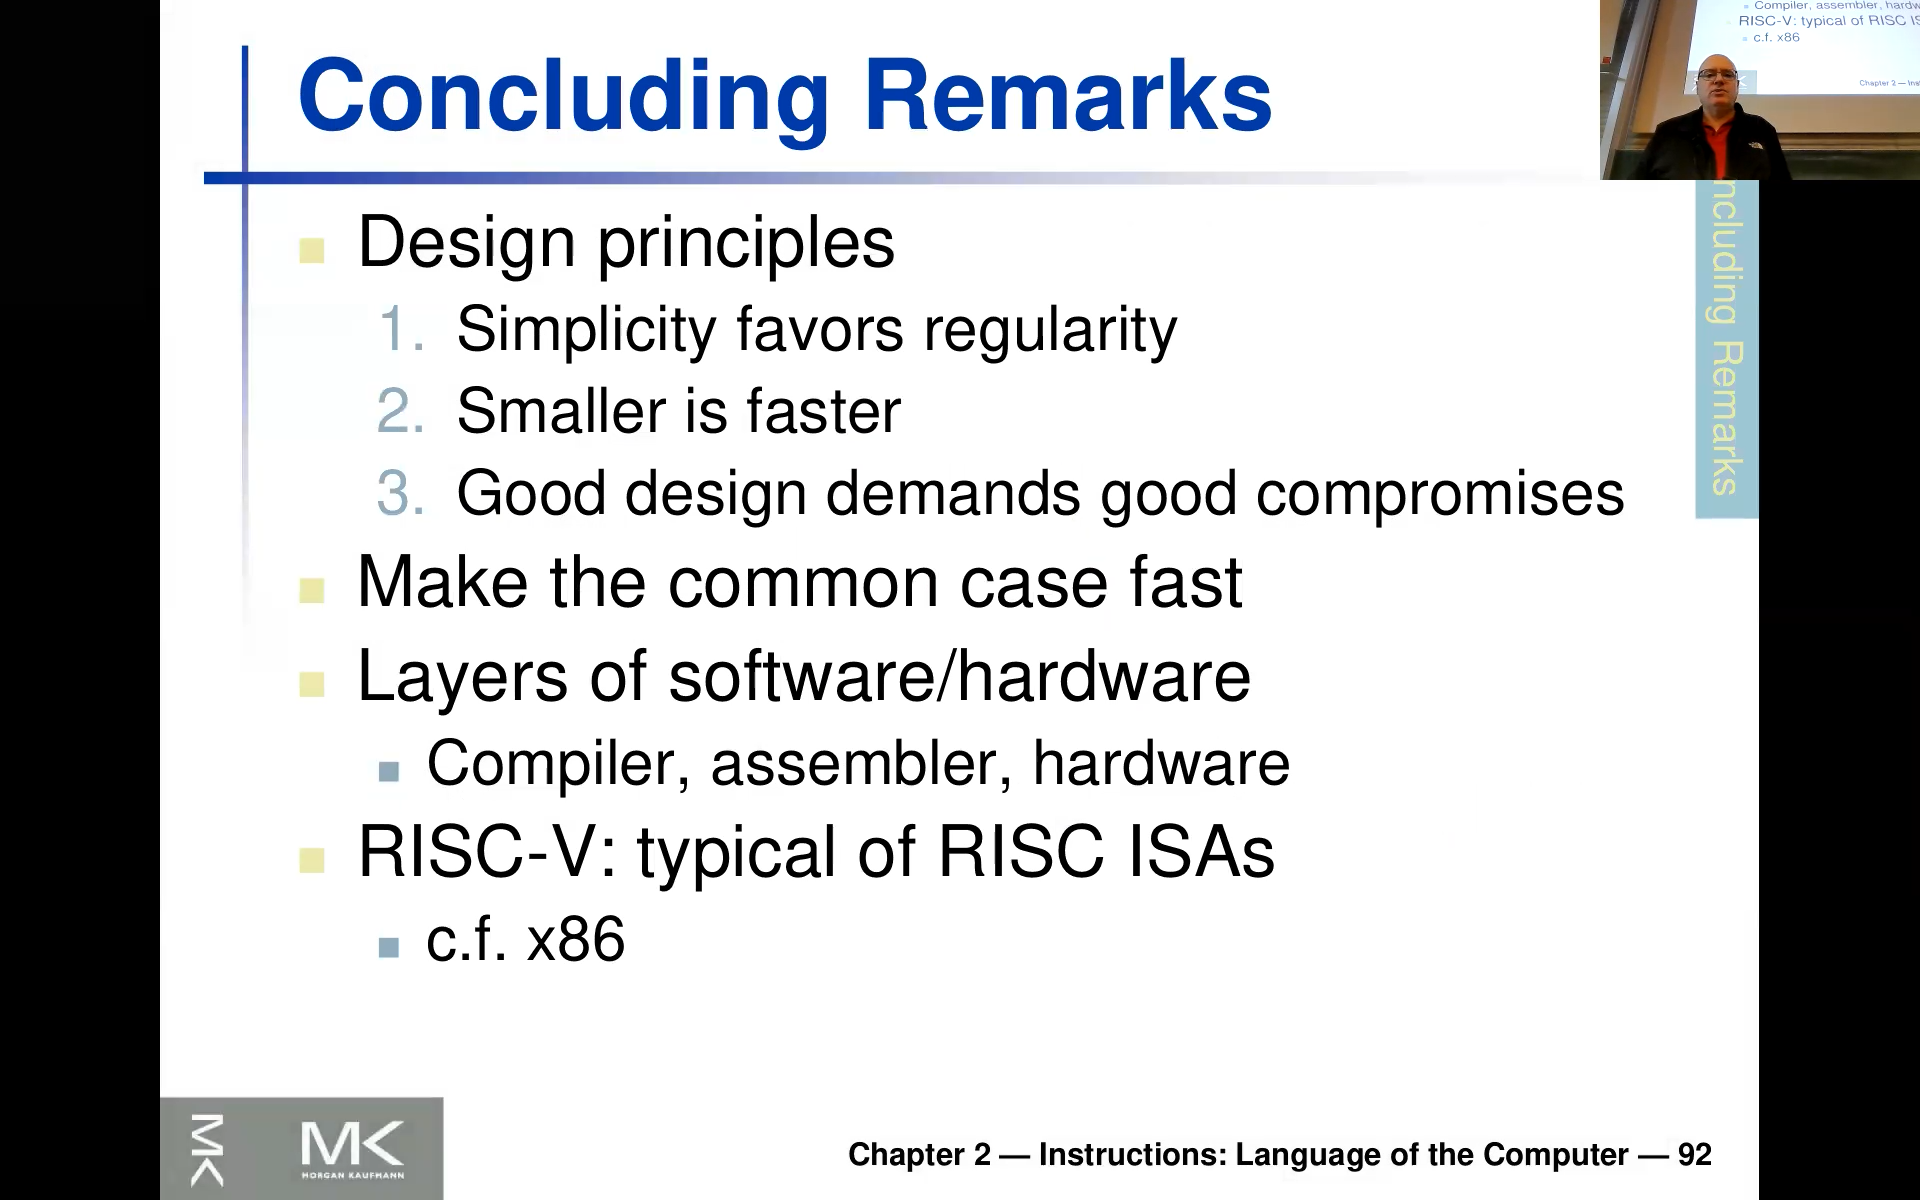 Concluding Remarks
Design principles
1. Simplicity favors regularity
2. Smaller is faster
3. Good design demands good compromises
Make the common case fast
Layers of software/hardware
Compiler, assembler, hardware
RISC-V: typical of RISC ISAs
c.f. x86
ncluding Remarks
Compiler, assembler, hardw
RISC-V: typical of RISC IS
c.f. x86
Chapter 2 — Ins
MK
MK
MORGAN KAUFMANN
Chapter 2 — Instructions: Language of the Computer — 92